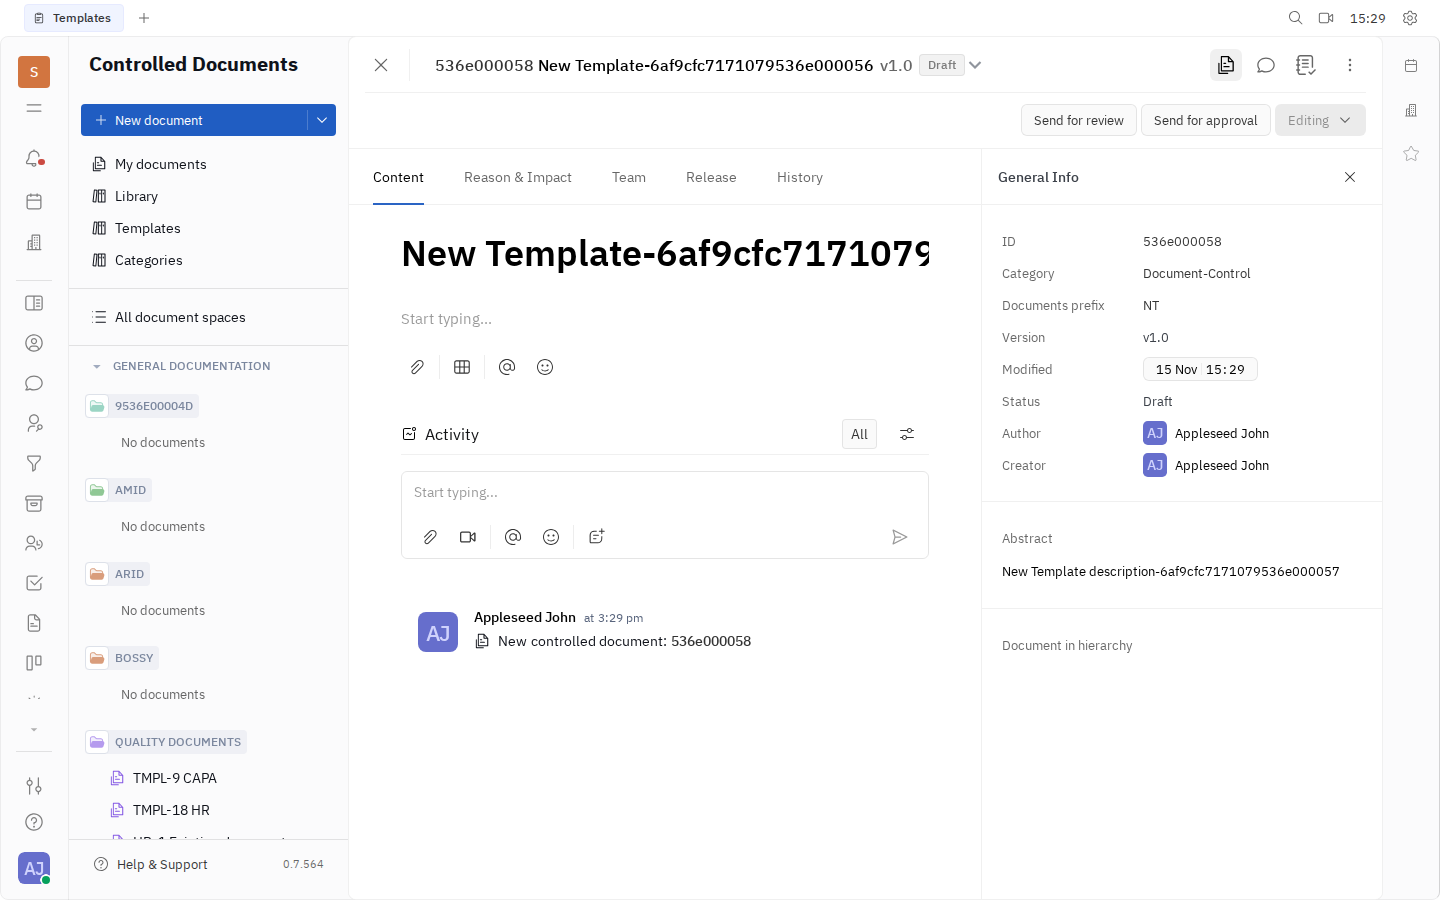 Templates
15:29
S
Controlled Documents
New document
My documents
Library
Templates
Categories
All document spaces
GENERAL DOCUMENTATION
9536E00004D
No documents
AMID
No documents
ARID
No documents
BOSSY
No documents
QUALITY DOCUMENTS
TMPL-9 CAPA
TMPL-18 HR
Help & Support
0.7.564
AJ
536e000058 New Template-6af9cfc7171079536e000056 v1.0 Draft
Send for review
Send for approval
Editing
Content
Reason & Impact
Team
Release
History
New Template-6af9cfc7171079
Start typing...
Activity
All
Start typing...
AJ
Appleseed John at 3:29 pm
New controlled document: 536e000058
General Info
ID 536e000058
Category Document-Control
Documents prefix NT
Version v1.0
Modified 15 Nov 15:29
Status Draft
Author AJ Appleseed John
Creator AJ Appleseed John
Abstract
New Template description-6af9cfc7171079536e000057
Document in hierarchy